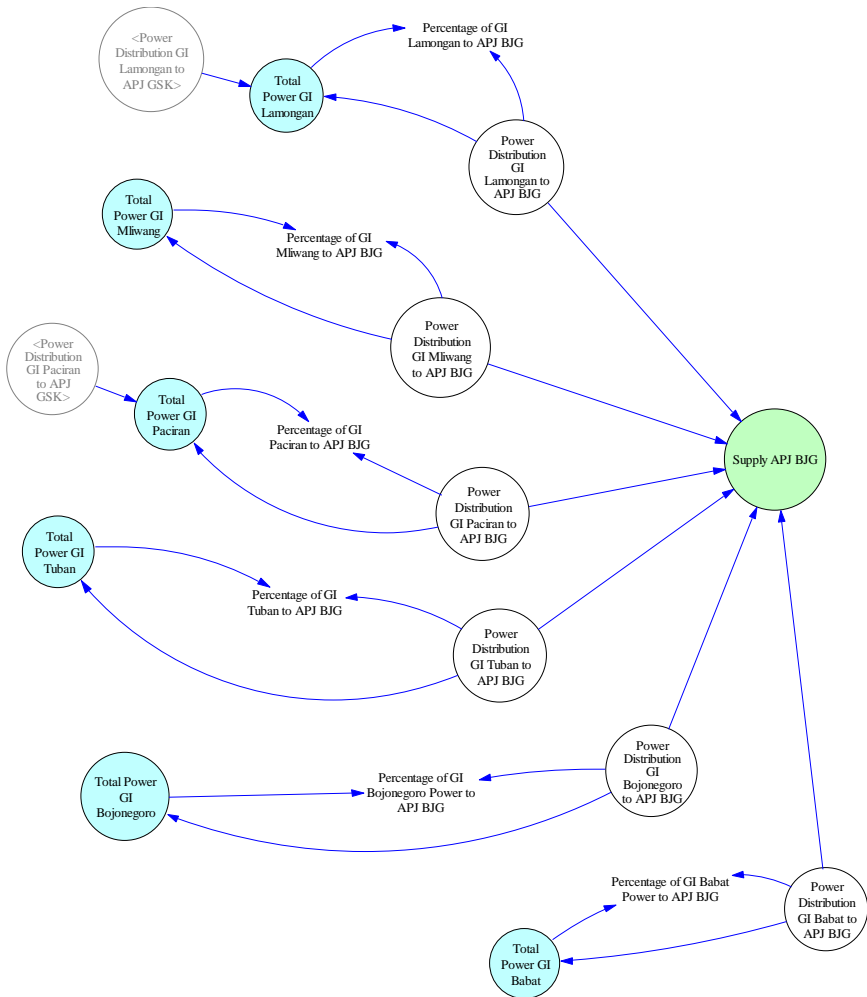 <Power
Distribution GI
Lamongan to
APJ GSK>
Total
Power GI
Lamongan
Percentage of GI
Lamongan to APJ BJG
Power
Distribution
GI
Lamongan to
APJ BJG
Total
Power GI
Mliwang
Percentage of GI
Mliwang to APJ BJG
Power
Distribution
GI Mliwang
to APJ BJG
<Power
Distribution
GI Paciran
to APJ
GSK>
Total
Power GI
Paciran
Percentage of GI
Paciran to APJ BJG
Power
Distribution
GI Paciran to
APJ BJG
Supply APJ BJG
Total
Power GI
Tuban
Percentage of GI
Tuban to APJ BJG
Power
Distribution
GI Tuban to
APJ BJG
Total Power
GI
Bojonegoro
Percentage of GI
Bojonegoro Power to
APJ BJG
Power
Distribution
GI
Bojonegoro
to APJ BJG
Percentage of GI Babat
Power to APJ BJG
Power
Distribution
GI Babat to
APJ BJG
Total
Power GI
Babat